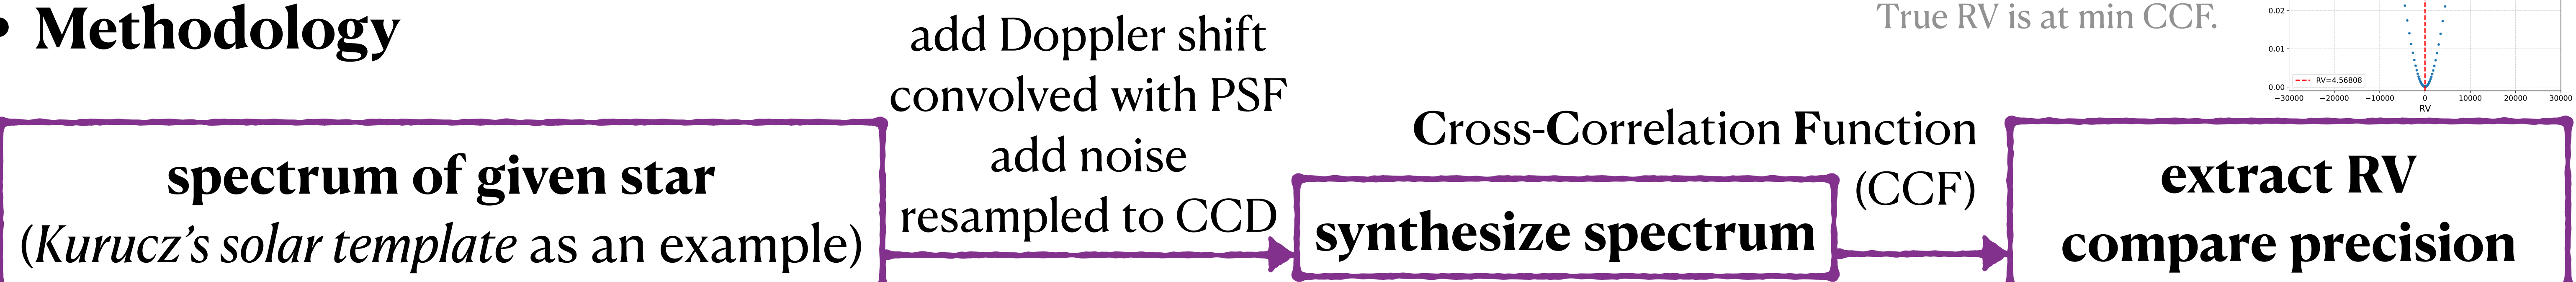 • Methodology
spectrum of given star
(Kurucz's solar template as an example)
add Doppler shift
convolved with PSF
add noise
resampled to CCD
synthesize spectrum
Cross-Correlation Function
(CCF)
True RV is at min CCF.
0.02
0.01
0.00
RV=4.56808
−30000 −20000 −10000 0 10000 20000 30000
RV
extract RV
compare precision